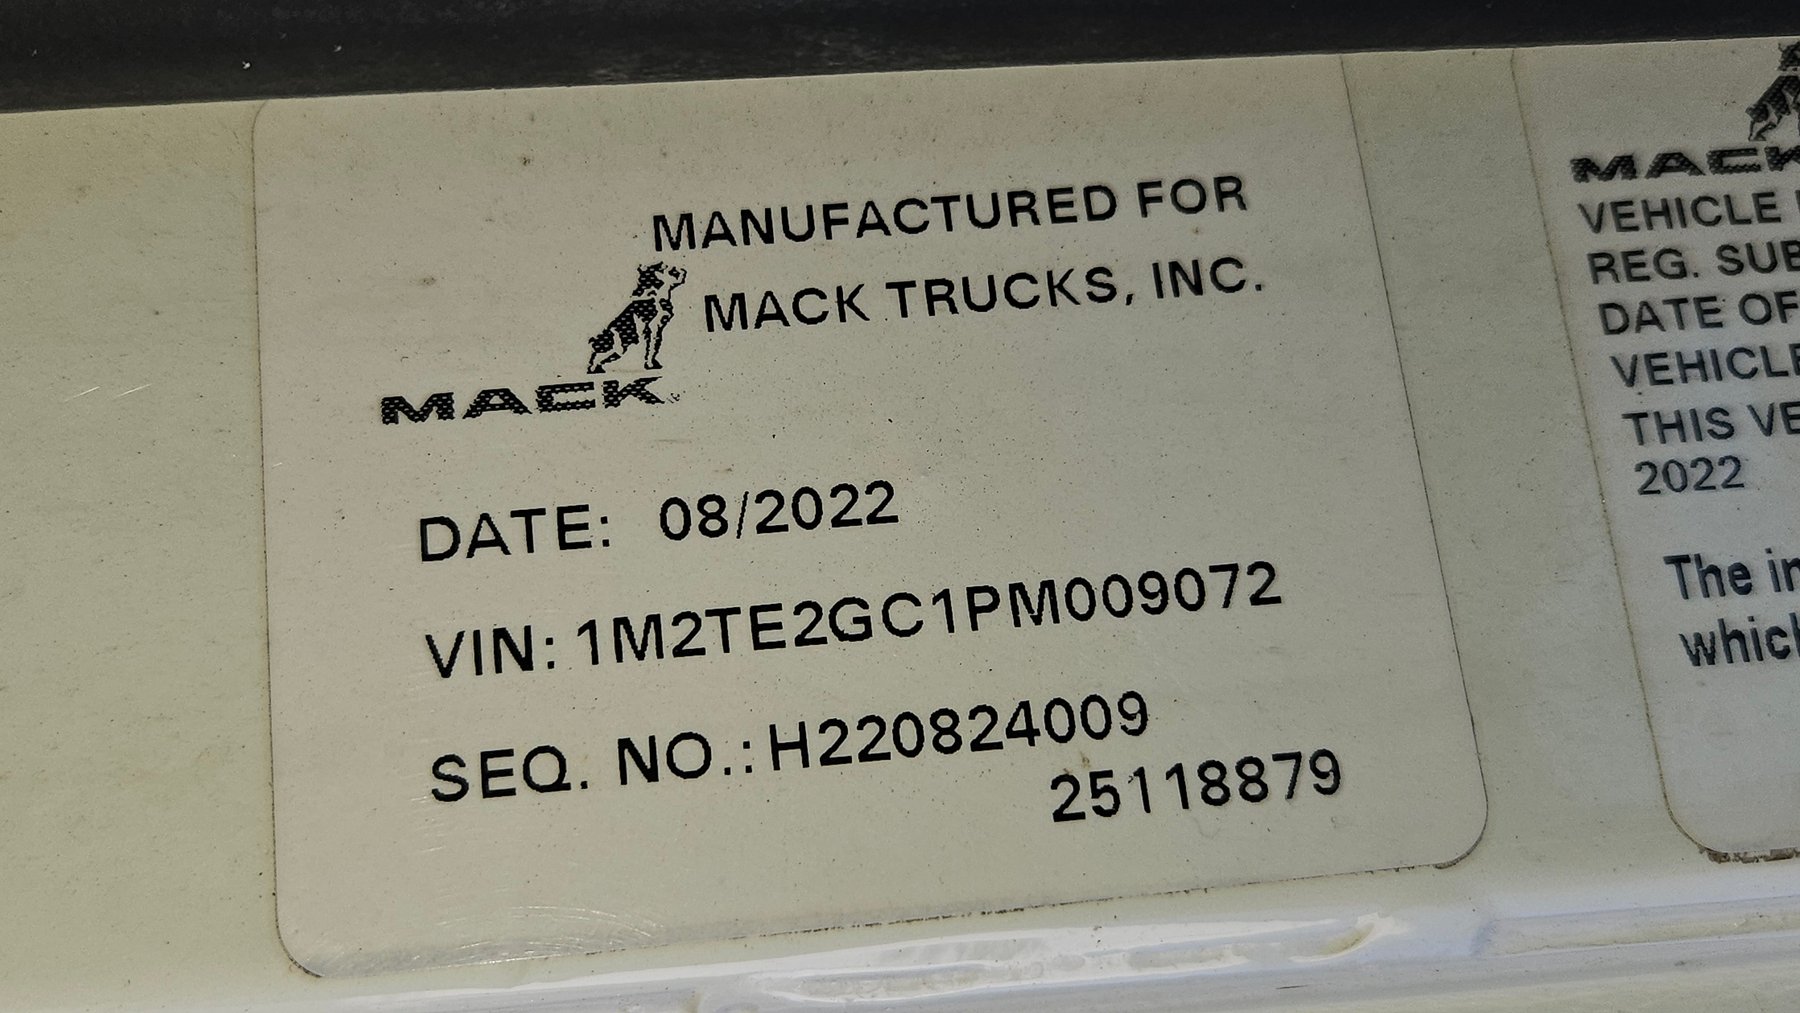 MANUFACTURED FOR
MACK TRUCKS, INC.
MACK
DATE: 08/2022
VIN: 1M2TE2GC1PM009072
SEQ. NO.: H220824009
25118879
MACK
VEHICLE
REG. SUB
DATE OF
VEHICLE
THIS VE
2022
The in
which